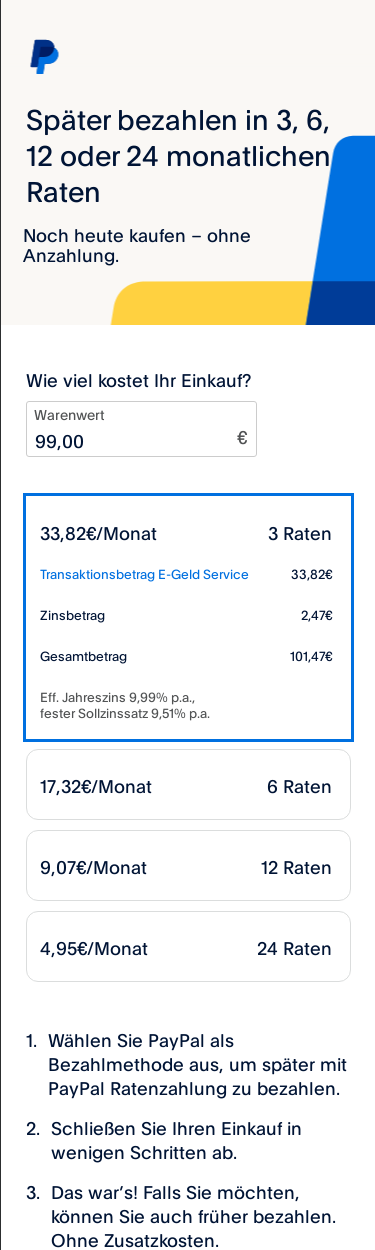 Später bezahlen in 3, 6,
12 oder 24 monatlichen
Raten
Noch heute kaufen – ohne
Anzahlung.
Wie viel kostet Ihr Einkauf?
Warenwert
99,00 €
33,82€/Monat 3 Raten
Transaktionsbetrag E-Geld Service 33,82€
Zinsbetrag 2,47€
Gesamtbetrag 101,47€
Eff. Jahreszins 9,99% p.a.,
fester Sollzinssatz 9,51% p.a.
17,32€/Monat 6 Raten
9,07€/Monat 12 Raten
4,95€/Monat 24 Raten
1. Wählen Sie PayPal als
Bezahlmethode aus, um später mit
PayPal Ratenzahlung zu bezahlen.
2. Schließen Sie Ihren Einkauf in
wenigen Schritten ab.
3. Das war's! Falls Sie möchten,
können Sie auch früher bezahlen.
Ohne Zusatzkosten.